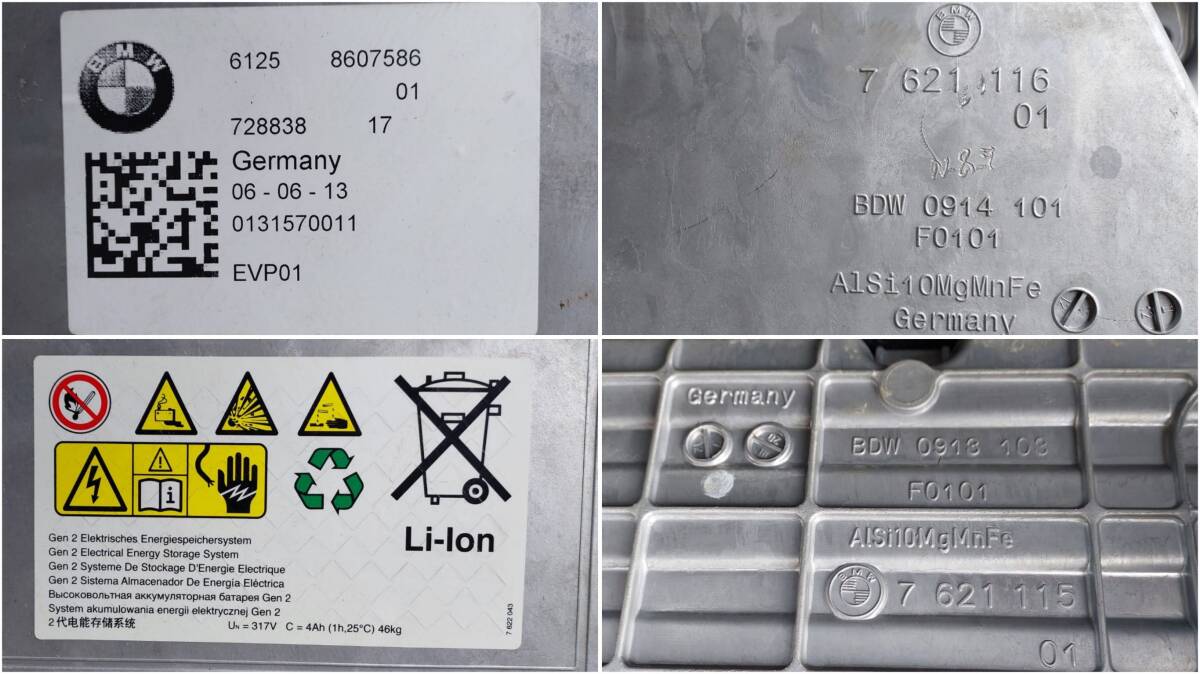 BMW
6125 8607586
01
728838 17
Germany
06 - 06 - 13
0131570011
EVP01
BMW
7 621 116
01
BDW 0914 101
F0101
AlSi10MgMnFe
Germany
Li-Ion
Gen 2 Elektrisches Energiespeichersystem
Gen 2 Electrical Energy Storage System
Gen 2 Systeme De Stockage D'Energie Electrique
Gen 2 Sistema Almacenador De Energia Eléctrica
Высоковольтная аккумуляторная батарея Gen 2
System akumulowania energii elektrycznej Gen 2
2 代电能存储系统
UN = 317V C = 4Ah (1h,25°C) 46kg
7 622 043
Germany
BDW 0913 103
F0101
AlSi10MgMnFe
BMW
7 621 115
01